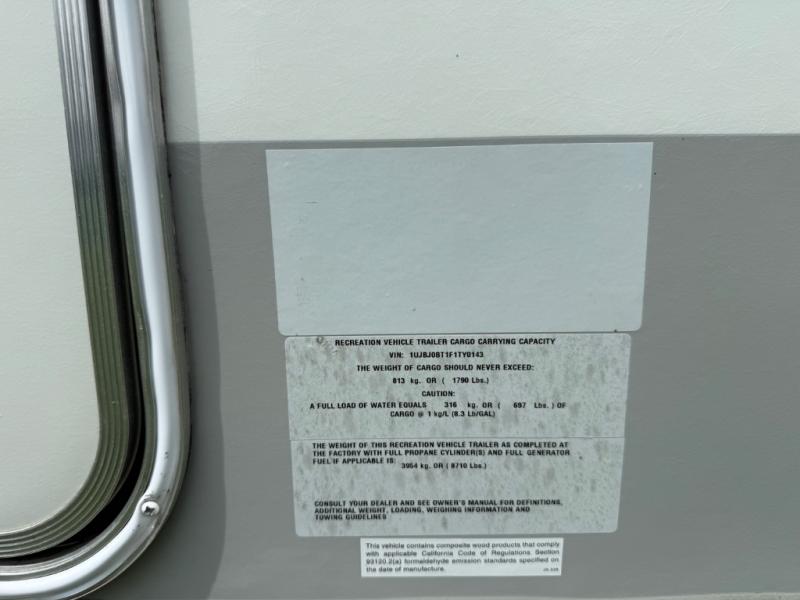 RECREATION VEHICLE TRAILER CARGO CARRYING CAPACITY
VIN: 1UJBJ0BT1F1TY0143
THE WEIGHT OF CARGO SHOULD NEVER EXCEED:
813 kg. OR ( 1790 Lbs.)
CAUTION:
A FULL LOAD OF WATER EQUALS 316 kg. OR ( 697 Lbs. ) OF
CARGO @ 1 kg/L (8.3 Lb/GAL)
THE WEIGHT OF THIS RECREATION VEHICLE TRAILER AS COMPLETED AT
THE FACTORY WITH FULL PROPANE CYLINDER(S) AND FULL GENERATOR
FUEL IF APPLICABLE IS: 3954 kg. OR ( 8710 Lbs.)
CONSULT YOUR DEALER AND SEE OWNER'S MANUAL FOR DEFINITIONS,
ADDITIONAL WEIGHT, LOADING, WEIGHING INFORMATION AND
TOWING GUIDELINES
This vehicle contains composite wood products that comply
with applicable California Code of Regulations Section
93120.2(a) formaldehyde emission standards specified on
the date of manufacture.